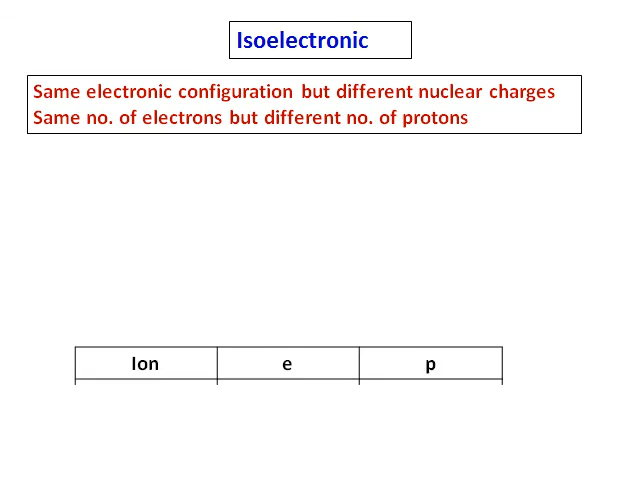 Isoelectronic
Same electronic configuration but different nuclear charges
Same no. of electrons but different no. of protons
Ion e p